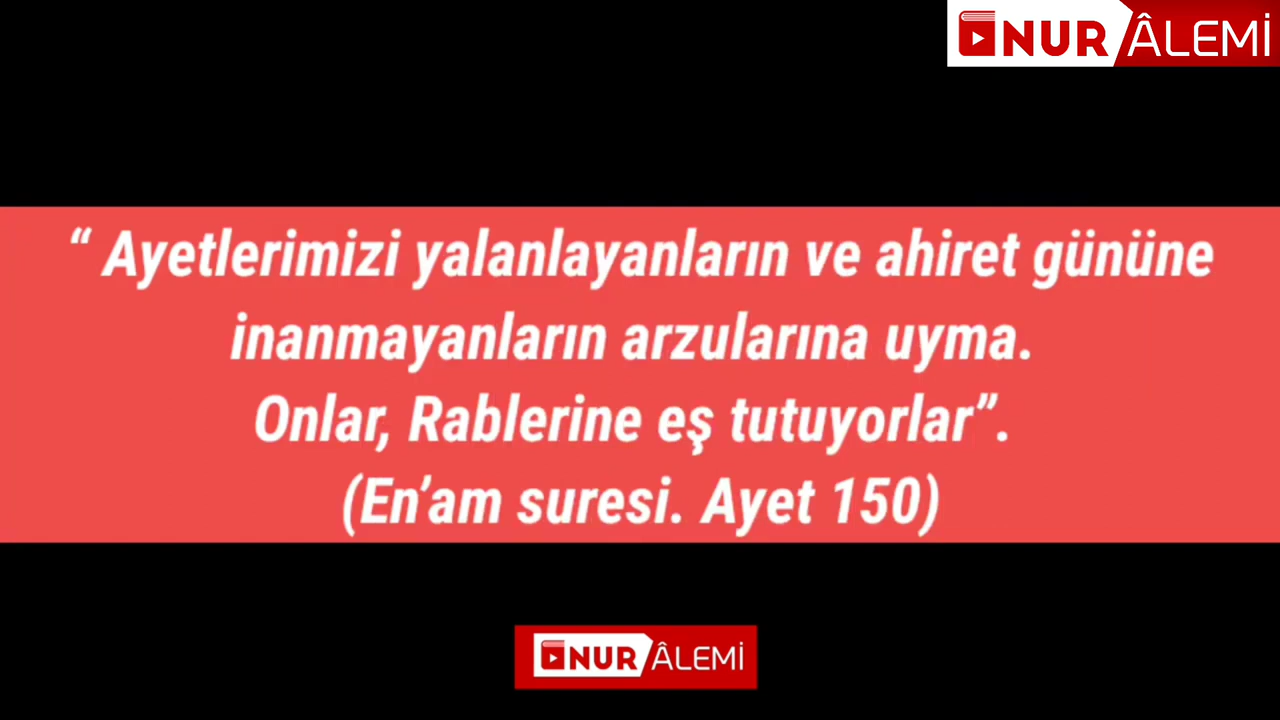 NUR ÂLEMİ
“ Ayetlerimizi yalanlayanların ve ahiret gününe
inanmayanların arzularına uyma.
Onlar, Rablerine eş tutuyorlar”.
(En’am suresi. Ayet 150)
NUR ÂLEMİ